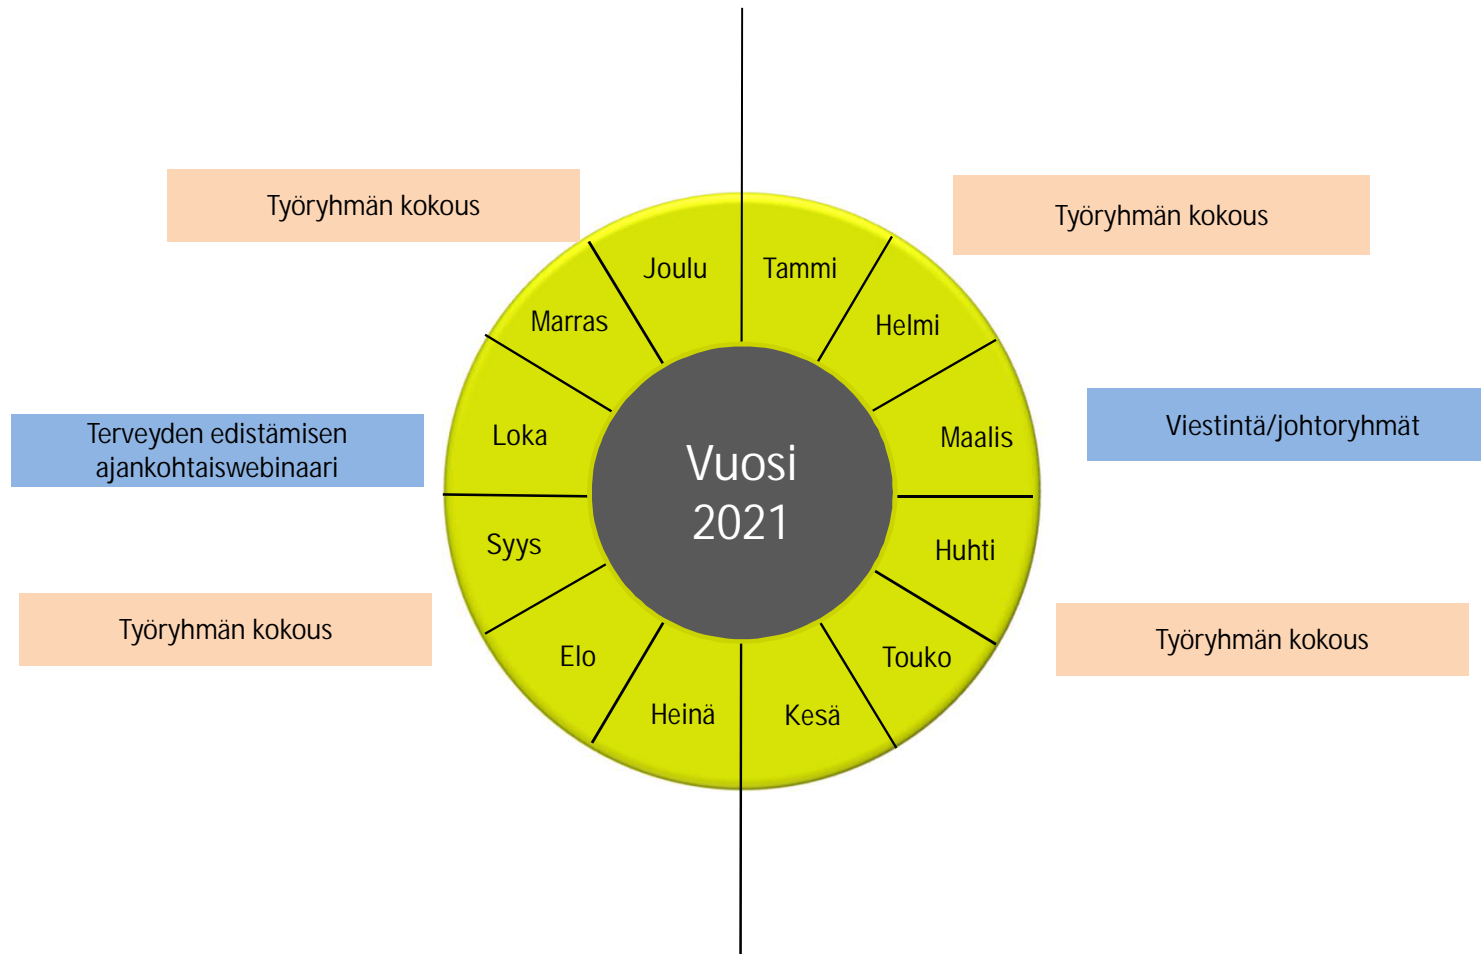 Työryhmän kokous
Työryhmän kokous
Joulu
Tammi
Marras
Helmi
Loka
Maalis
Terveyden edistämisen
ajankohtaiswebinaari
Viestintä/johtoryhmät
Vuosi
2021
Syys
Huhti
Työryhmän kokous
Työryhmän kokous
Elo
Touko
Heinä
Kesä